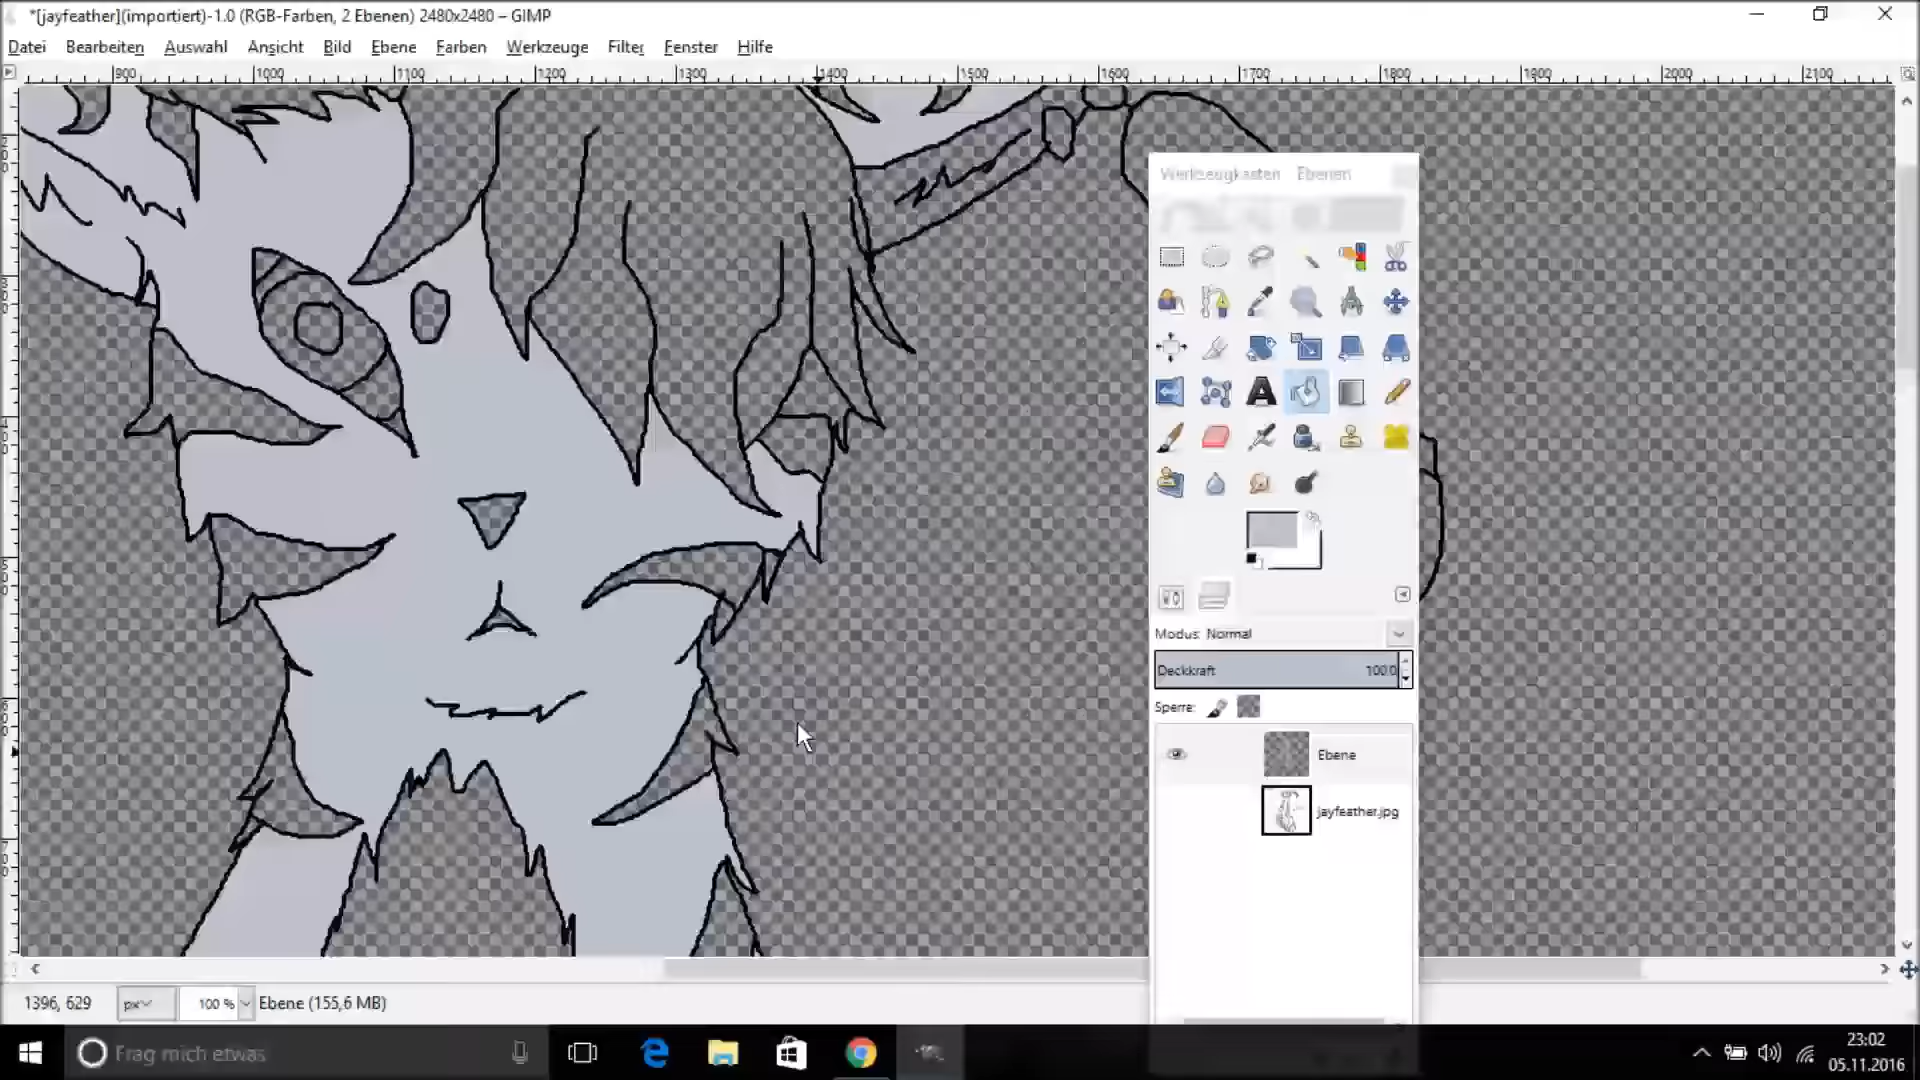 *[jayfeather](importiert)-1.0 (RGB-Farben, 2 Ebenen) 2480x2480 – GIMP
Datei Bearbeiten Auswahl Ansicht Bild Ebene Farben Werkzeuge Filter Fenster Hilfe
900 1000 1100 1200 1300 1400 1500 1600 1700 1800 1900 2000 2100
Werkzeugkasten Ebenen
Modus: Normal
Deckkraft 100,0
Sperre:
Ebene
jayfeather.jpg
1396, 629 px 100 % Ebene (155,6 MB)
Frag mich etwas
23:02
05.11.2016